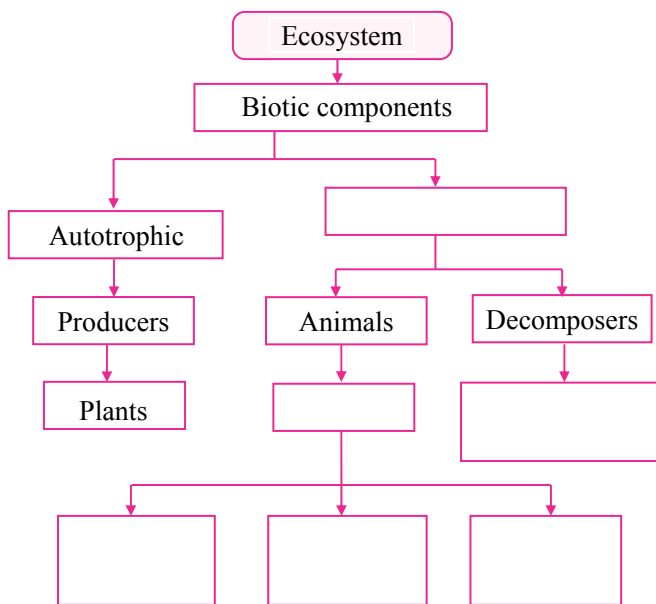 Ecosystem
Biotic components
Autotrophic
Producers
Animals
Decomposers
Plants